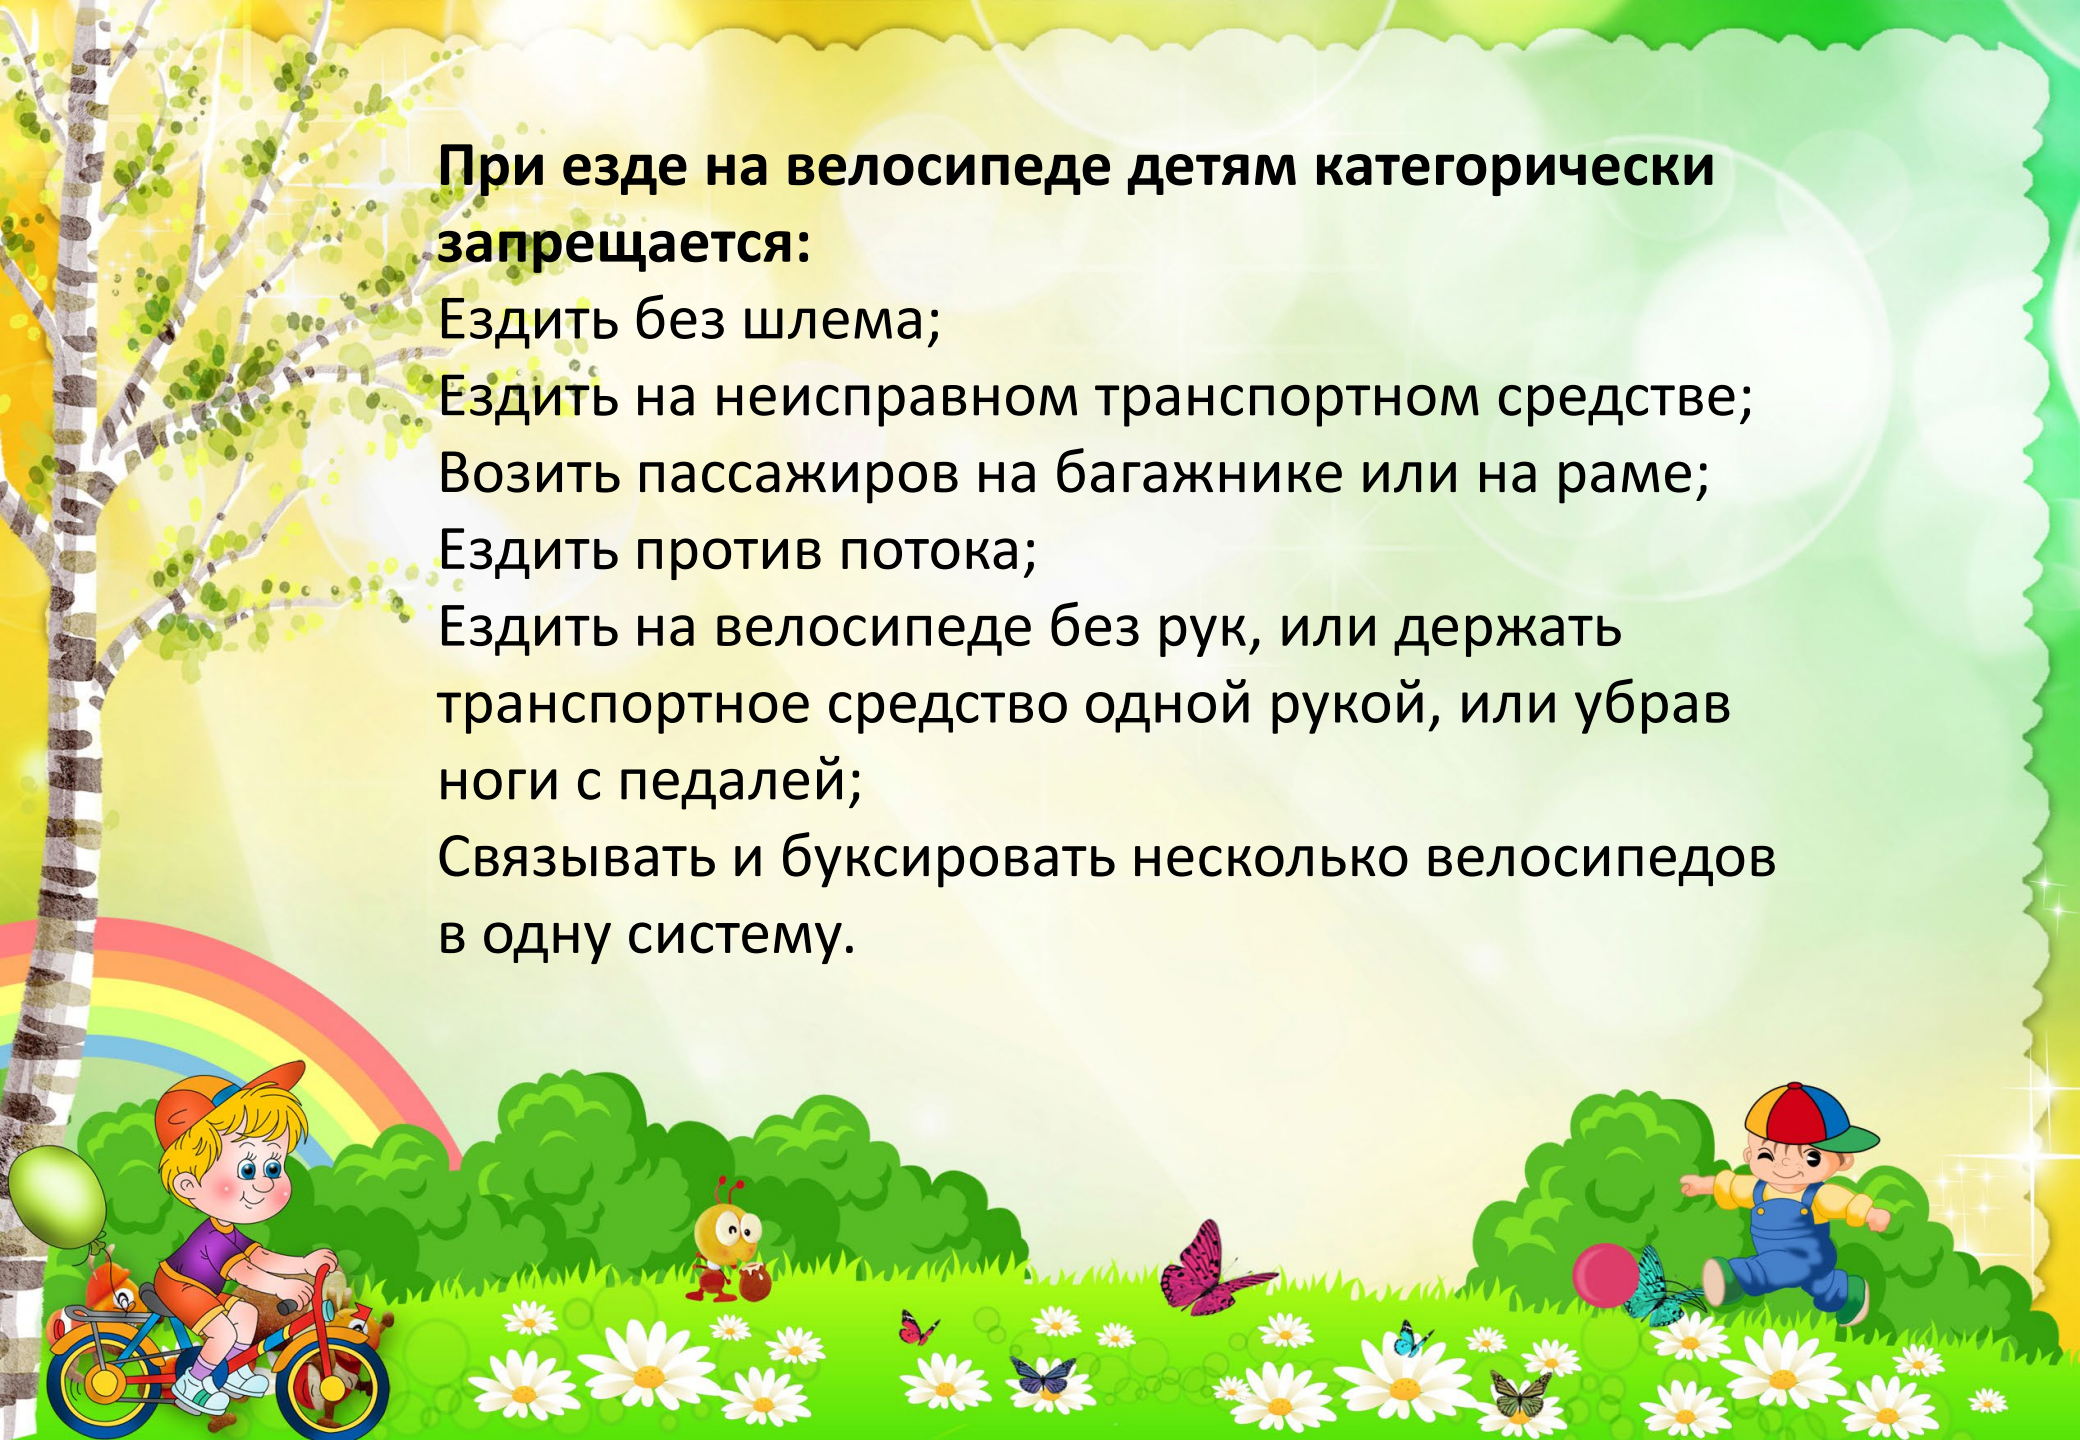 При езде на велосипеде детям категорически
запрещается:
Ездить без шлема;
Ездить на неисправном транспортном средстве;
Возить пассажиров на багажнике или на раме;
Ездить против потока;
Ездить на велосипеде без рук, или держать
транспортное средство одной рукой, или убрав
ноги с педалей;
Связывать и буксировать несколько велосипедов
в одну систему.